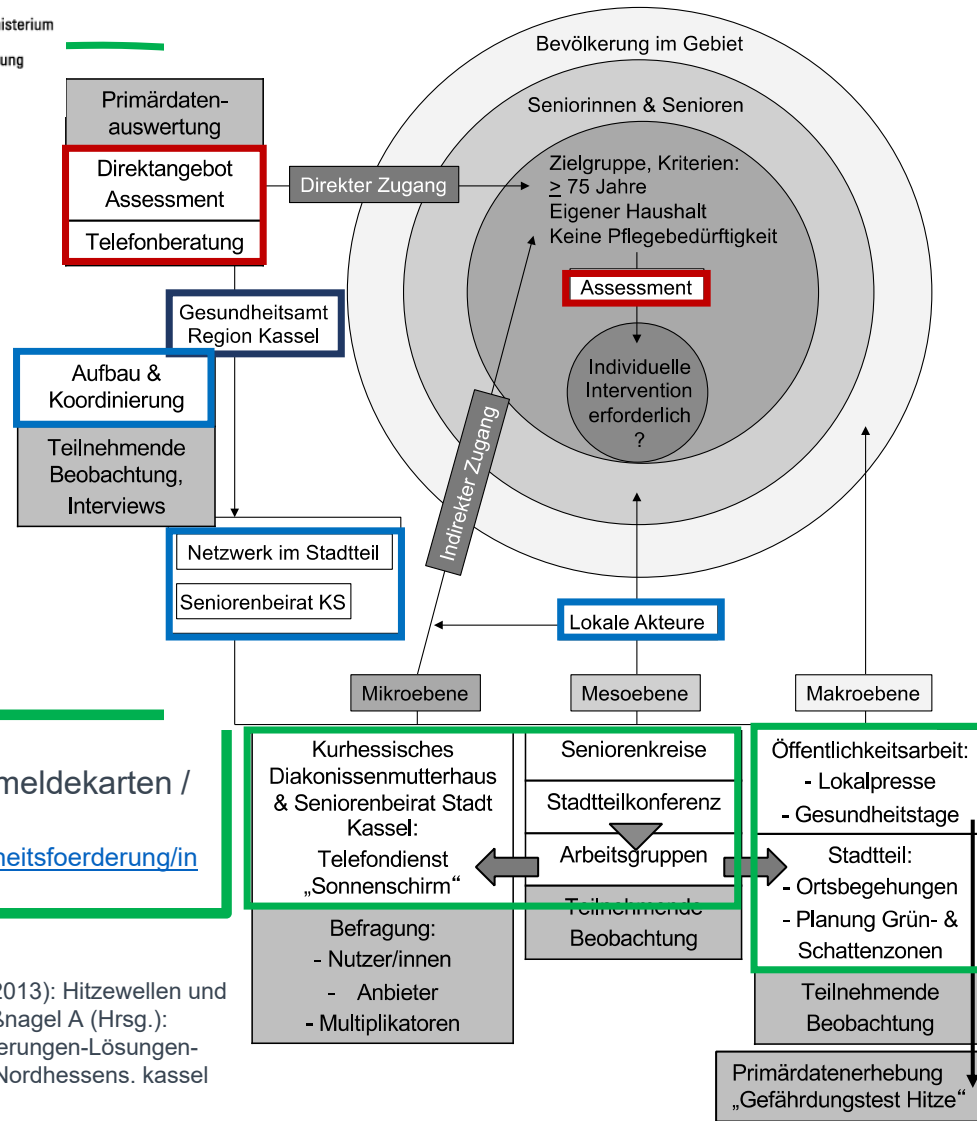 isterium
ung
Primärdaten-
auswertung
Direktangebot
Assessment
Telefonberatung
Direkter Zugang
Bevölkerung im Gebiet
Seniorinnen & Senioren
Zielgruppe, Kriterien:
≥ 75 Jahre
Eigener Haushalt
Keine Pflegebedürftigkeit
Assessment
Individuelle
Intervention
erforderlich
?
Gesundheitsamt
Region Kassel
Aufbau &
Koordinierung
Teilnehmende
Beobachtung,
Interviews
Indirekter Zugang
Netzwerk im Stadtteil
Seniorenbeirat KS
Lokale Akteure
Mikroebene
Mesoebene
Makroebene
meldekarten /
heitsfoerderung/in
Kurhessisches
Diakonissenmutterhaus
& Seniorenbeirat Stadt
Kassel:
Telefondienst
„Sonnenschirm“
Befragung:
- Nutzer/innen
- Anbieter
- Multiplikatoren
Seniorenkreise
Stadtteilkonferenz
Arbeitsgruppen
Teilnehmende
Beobachtung
Öffentlichkeitsarbeit:
- Lokalpresse
- Gesundheitstage
Stadtteil:
- Ortsbegehungen
- Planung Grün- &
Schattenzonen
Teilnehmende
Beobachtung
Primärdatenerhebung
„Gefährdungstest Hitze“
2013): Hitzewellen und
ßnagel A (Hrsg.):
erungen-Lösungen-
Nordhessens. kassel